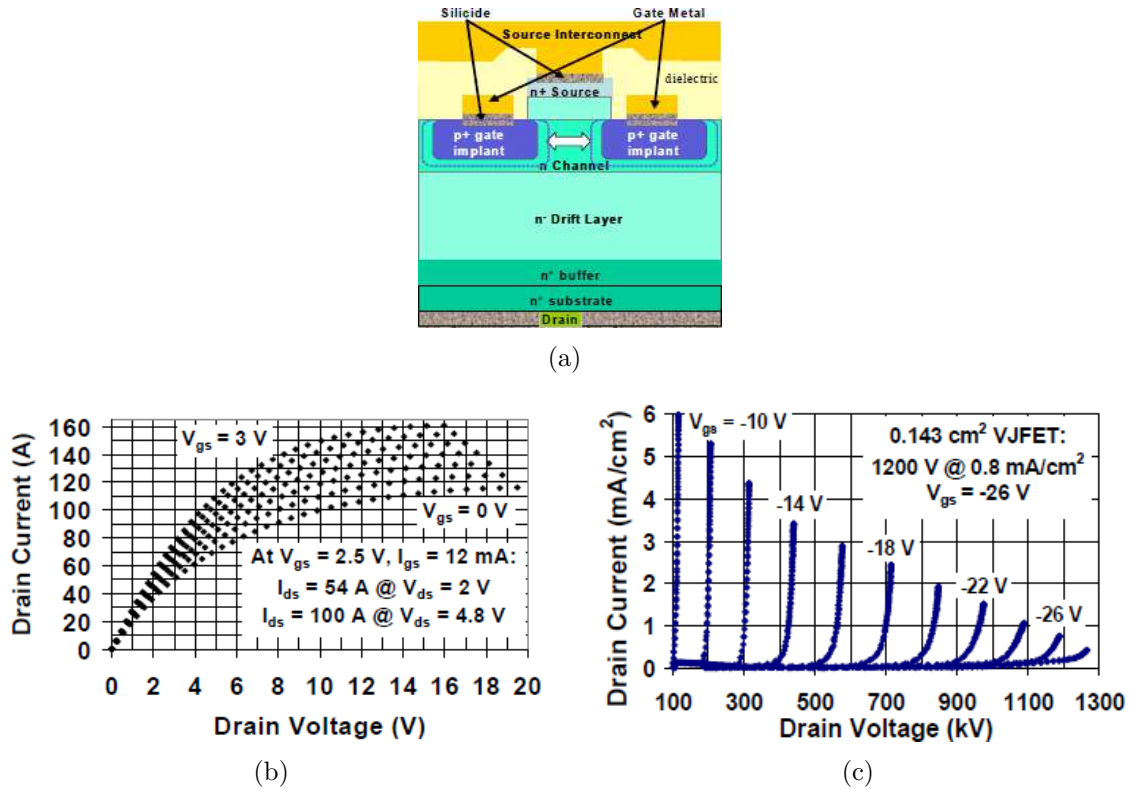 Silicide Gate Metal
Source Interconnect
dielectric
n+ Source
p+ gate implant
p+ gate implant
n Channel
n- Drift Layer
n+ buffer
n+ substrate
Drain
(a)
Drain Current (A)
160
140
120
100
80
60
40
20
0
Vgs = 3 V
Vgs = 0 V
At Vgs = 2.5 V, Igs = 12 mA:
Ids = 54 A @ Vds = 2 V
Ids = 100 A @ Vds = 4.8 V
0 2 4 6 8 10 12 14 16 18 20
Drain Voltage (V)
(b)
Drain Current (mA/cm²)
6
5
4
3
2
1
0
Vgs = -10 V
-14 V
-18 V
-22 V
-26 V
0.143 cm² VJFET:
1200 V @ 0.8 mA/cm²
Vgs = -26 V
100 300 500 700 900 1100 1300
Drain Voltage (kV)
(c)